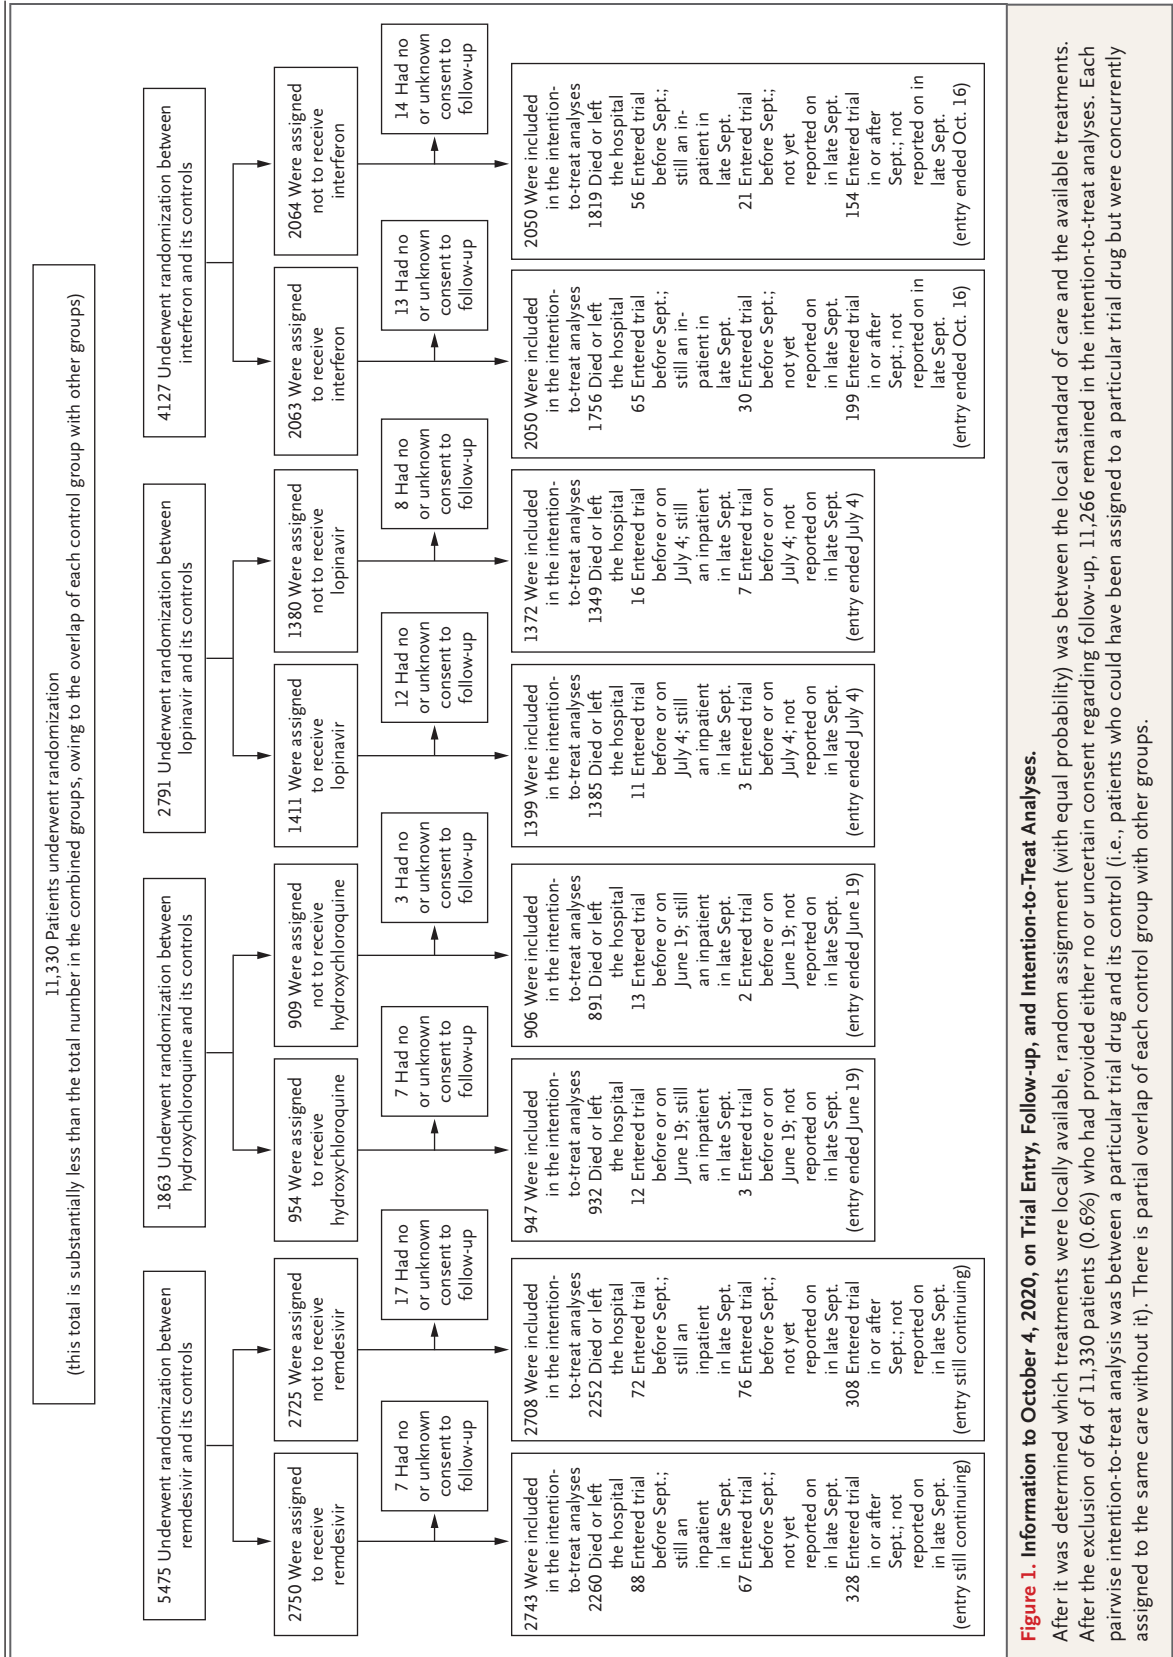 11,330 Patients underwent randomization
(this total is substantially less than the total number in the combined groups, owing to the overlap of each control group with other groups)
5475 Underwent randomization between
remdesivir and its controls
1863 Underwent randomization between
hydroxychloroquine and its controls
2791 Underwent randomization between
lopinavir and its controls
4127 Underwent randomization between
interferon and its controls
2750 Were assigned
to receive
remdesivir
2725 Were assigned
not to receive
remdesivir
954 Were assigned
to receive
hydroxychloroquine
909 Were assigned
not to receive
hydroxychloroquine
1411 Were assigned
to receive
lopinavir
1380 Were assigned
not to receive
lopinavir
2063 Were assigned
to receive
interferon
2064 Were assigned
not to receive
interferon
7 Had no
or unknown
consent to
follow-up
17 Had no
or unknown
consent to
follow-up
7 Had no
or unknown
consent to
follow-up
3 Had no
or unknown
consent to
follow-up
12 Had no
or unknown
consent to
follow-up
8 Had no
or unknown
consent to
follow-up
13 Had no
or unknown
consent to
follow-up
14 Had no
or unknown
consent to
follow-up
2743 Were included
in the intention-
to-treat analyses
2260 Died or left
the hospital
88 Entered trial
before Sept.;
still an
inpatient
in late Sept.
67 Entered trial
before Sept.;
not yet
reported on
in late Sept.
328 Entered trial
in or after
Sept.; not
reported on
in late Sept.
(entry still continuing)
2708 Were included
in the intention-
to-treat analyses
2252 Died or left
the hospital
72 Entered trial
before Sept.;
still an
inpatient
in late Sept.
76 Entered trial
before Sept.;
not yet
reported on
in late Sept.
308 Entered trial
in or after
Sept.; not
reported on
in late Sept.
(entry still continuing)
947 Were included
in the intention-
to-treat analyses
932 Died or left
the hospital
12 Entered trial
before or on
June 19; still
an inpatient
in late Sept.
3 Entered trial
before or on
June 19; not
reported on
in late Sept.
(entry ended June 19)
906 Were included
in the intention-
to-treat analyses
891 Died or left
the hospital
13 Entered trial
before or on
June 19; still
an inpatient
in late Sept.
2 Entered trial
before or on
June 19; not
reported on
in late Sept.
(entry ended June 19)
1399 Were included
in the intention-
to-treat analyses
1385 Died or left
the hospital
11 Entered trial
before or on
July 4; still
an inpatient
in late Sept.
3 Entered trial
before or on
July 4; not
reported on
in late Sept.
(entry ended July 4)
1372 Were included
in the intention-
to-treat analyses
1349 Died or left
the hospital
16 Entered trial
before or on
July 4; still
an inpatient
in late Sept.
7 Entered trial
before or on
July 4; not
reported on
in late Sept.
(entry ended July 4)
2050 Were included
in the intention-
to-treat analyses
1756 Died or left
the hospital
65 Entered trial
before Sept.;
still an in-
patient in
late Sept.
30 Entered trial
before Sept.;
not yet
reported on
in late Sept.
199 Entered trial
in or after
Sept.; not
reported on in
late Sept.
(entry ended Oct. 16)
2050 Were included
in the intention-
to-treat analyses
1819 Died or left
the hospital
56 Entered trial
before Sept.;
still an in-
patient in
late Sept.
21 Entered trial
before Sept.;
not yet
reported on
in late Sept.
154 Entered trial
in or after
Sept.; not
reported on in
late Sept.
(entry ended Oct. 16)
Figure 1. Information to October 4, 2020, on Trial Entry, Follow-up, and Intention-to-Treat Analyses.
After it was determined which treatments were locally available, random assignment (with equal probability) was between the local standard of care and the available treatments.
After the exclusion of 64 of 11,330 patients (0.6%) who had provided either no or uncertain consent regarding follow-up, 11,266 remained in the intention-to-treat analyses. Each
pairwise intention-to-treat analysis was between a particular trial drug and its control (i.e., patients who could have been assigned to a particular trial drug but were concurrently
assigned to the same care without it). There is partial overlap of each control group with other groups.